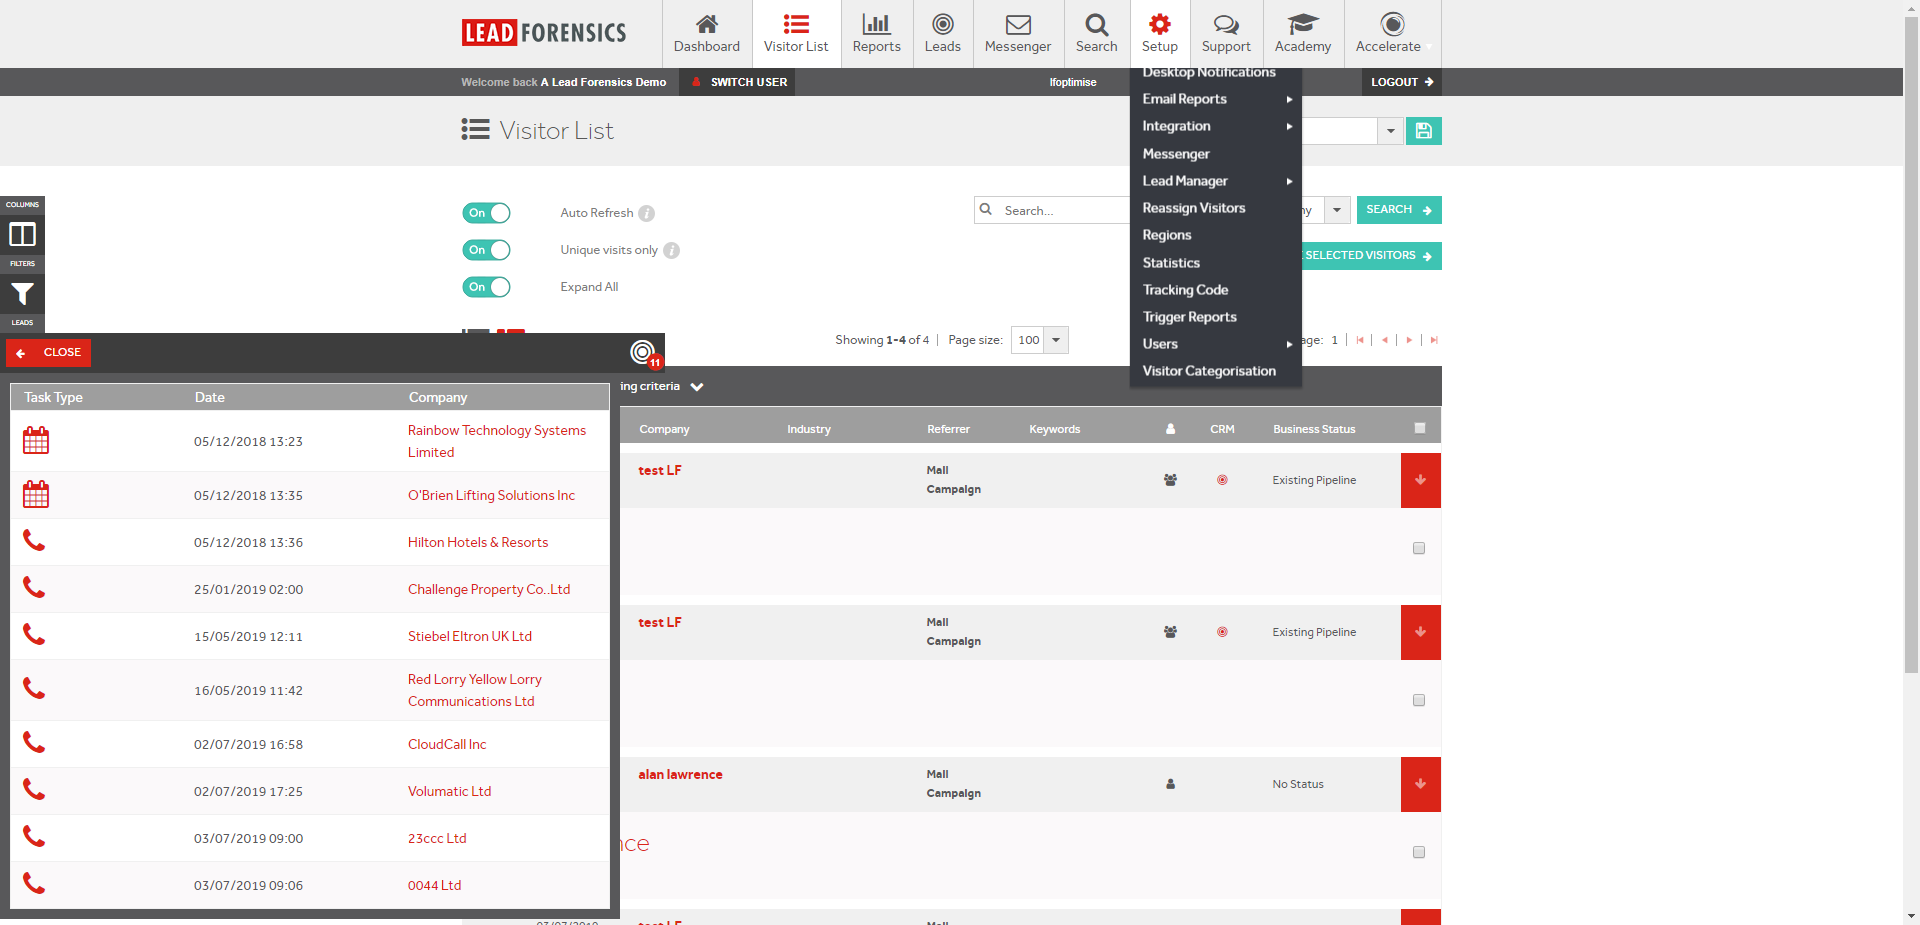 LEAD FORENSICS
Dashboard
Visitor List
Reports
Leads
Messenger
Search
Setup
Support
Academy
Accelerate
Welcome back A Lead Forensics Demo
SWITCH USER
lfoptimise
LOGOUT
Visitor List
Desktop Notifications
Email Reports
Integration
Messenger
Lead Manager
Reassign Visitors
Regions
Statistics
Tracking Code
Trigger Reports
Users
Visitor Categorisation
COLUMNS
FILTERS
LEADS
On Auto Refresh i
On Unique visits only i
On Expand All
Search...
ny
SEARCH
SELECTED VISITORS
Showing 1-4 of 4 | Page size: 100
age: 1
CLOSE
11
ing criteria
Task Type Date Company
05/12/2018 13:23 Rainbow Technology Systems
Limited
05/12/2018 13:35 O'Brien Lifting Solutions Inc
05/12/2018 13:36 Hilton Hotels & Resorts
25/01/2019 02:00 Challenge Property Co..Ltd
15/05/2019 12:11 Stiebel Eltron UK Ltd
16/05/2019 11:42 Red Lorry Yellow Lorry
Communications Ltd
02/07/2019 16:58 CloudCall Inc
02/07/2019 17:25 Volumatic Ltd
03/07/2019 09:00 23ccc Ltd
03/07/2019 09:06 0044 Ltd
Company Industry Referrer Keywords CRM Business Status
test LF Mail Existing Pipeline
Campaign
test LF Mail Existing Pipeline
Campaign
alan lawrence Mail No Status
Campaign
nce
03/07/2019 test LF Mail